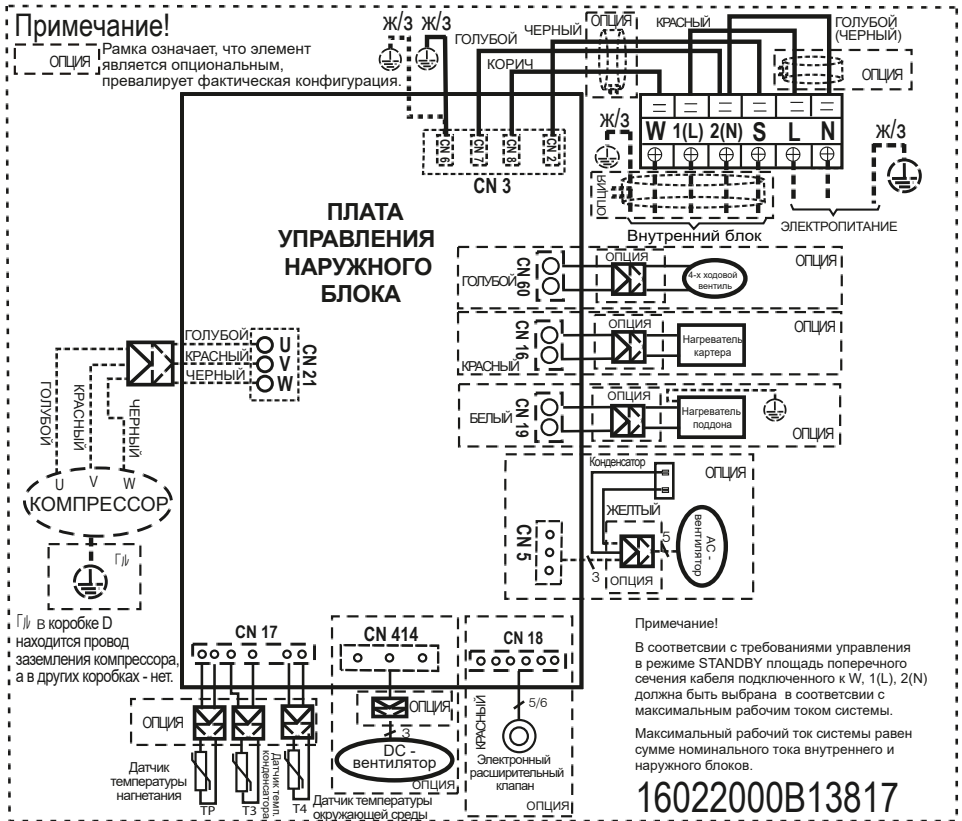 Примечание!
ОПЦИЯ
Рамка означает, что элемент
является опциональным,
превалирует фактическая конфигурация.
Ж/З Ж/З
ГОЛУБОЙ
ЧЕРНЫЙ
КОРИЧ
ОПЦИЯ
КРАСНЫЙ
ГОЛУБОЙ
(ЧЕРНЫЙ)
ОПЦИЯ
W 1(L) 2(N) S L N
Ж/З
Ж/З
CN 6
CN 7
CN 8
CN 2
CN 3
ОПЦИЯ
Внутренний блок
ЭЛЕКТРОПИТАНИЕ
ПЛАТА
УПРАВЛЕНИЯ
НАРУЖНОГО
БЛОКА
ГОЛУБОЙ
CN 60
ОПЦИЯ
4-х ходовой
вентиль
ОПЦИЯ
КРАСНЫЙ
CN 16
ОПЦИЯ
Нагреватель
картера
ОПЦИЯ
БЕЛЫЙ
CN 19
ОПЦИЯ
Нагреватель
поддона
ОПЦИЯ
ГОЛУБОЙ
КРАСНЫЙ
ЧЕРНЫЙ
U
V
W
CN 21
ГОЛУБОЙ
КРАСНЫЙ
ЧЕРНЫЙ
U V W
КОМПРЕССОР
в коробке D
находится провод
заземления компрессора,
а в других коробках - нет.
Конденсатор
ОПЦИЯ
ЖЕЛТЫЙ
CN 5
3
ОПЦИЯ
5
AC -
вентилятор
CN 17
ОПЦИЯ
Датчик
температуры
нагнетания
TP
Датчик темп.
конденсатора
T3
T4
Датчик температуры
окружающей среды
CN 414
ОПЦИЯ
3
DC -
вентилятор
ОПЦИЯ
CN 18
КРАСНЫЙ
5/6
Электронный
расширительный
клапан
ОПЦИЯ
Примечание!
В соответсвии с требованиями управления
в режиме STANDBY площадь поперечного
сечения кабеля подключенного к W, 1(L), 2(N)
должна быть выбрана в соответсии с
максимальным рабочим током системы.
Максимальный рабочий ток системы равен
сумме номинального тока внутреннего и
наружного блоков.
16022000B13817